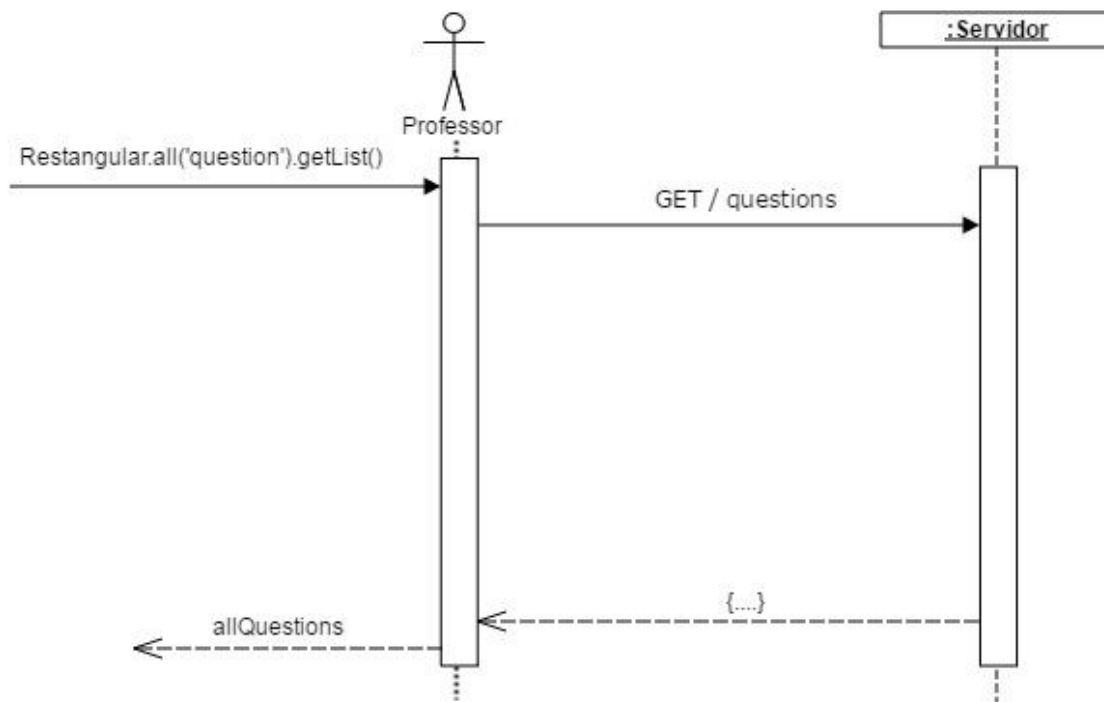 :Servidor
Professor
Restangular.all('question').getList()
GET / questions
{....}
allQuestions